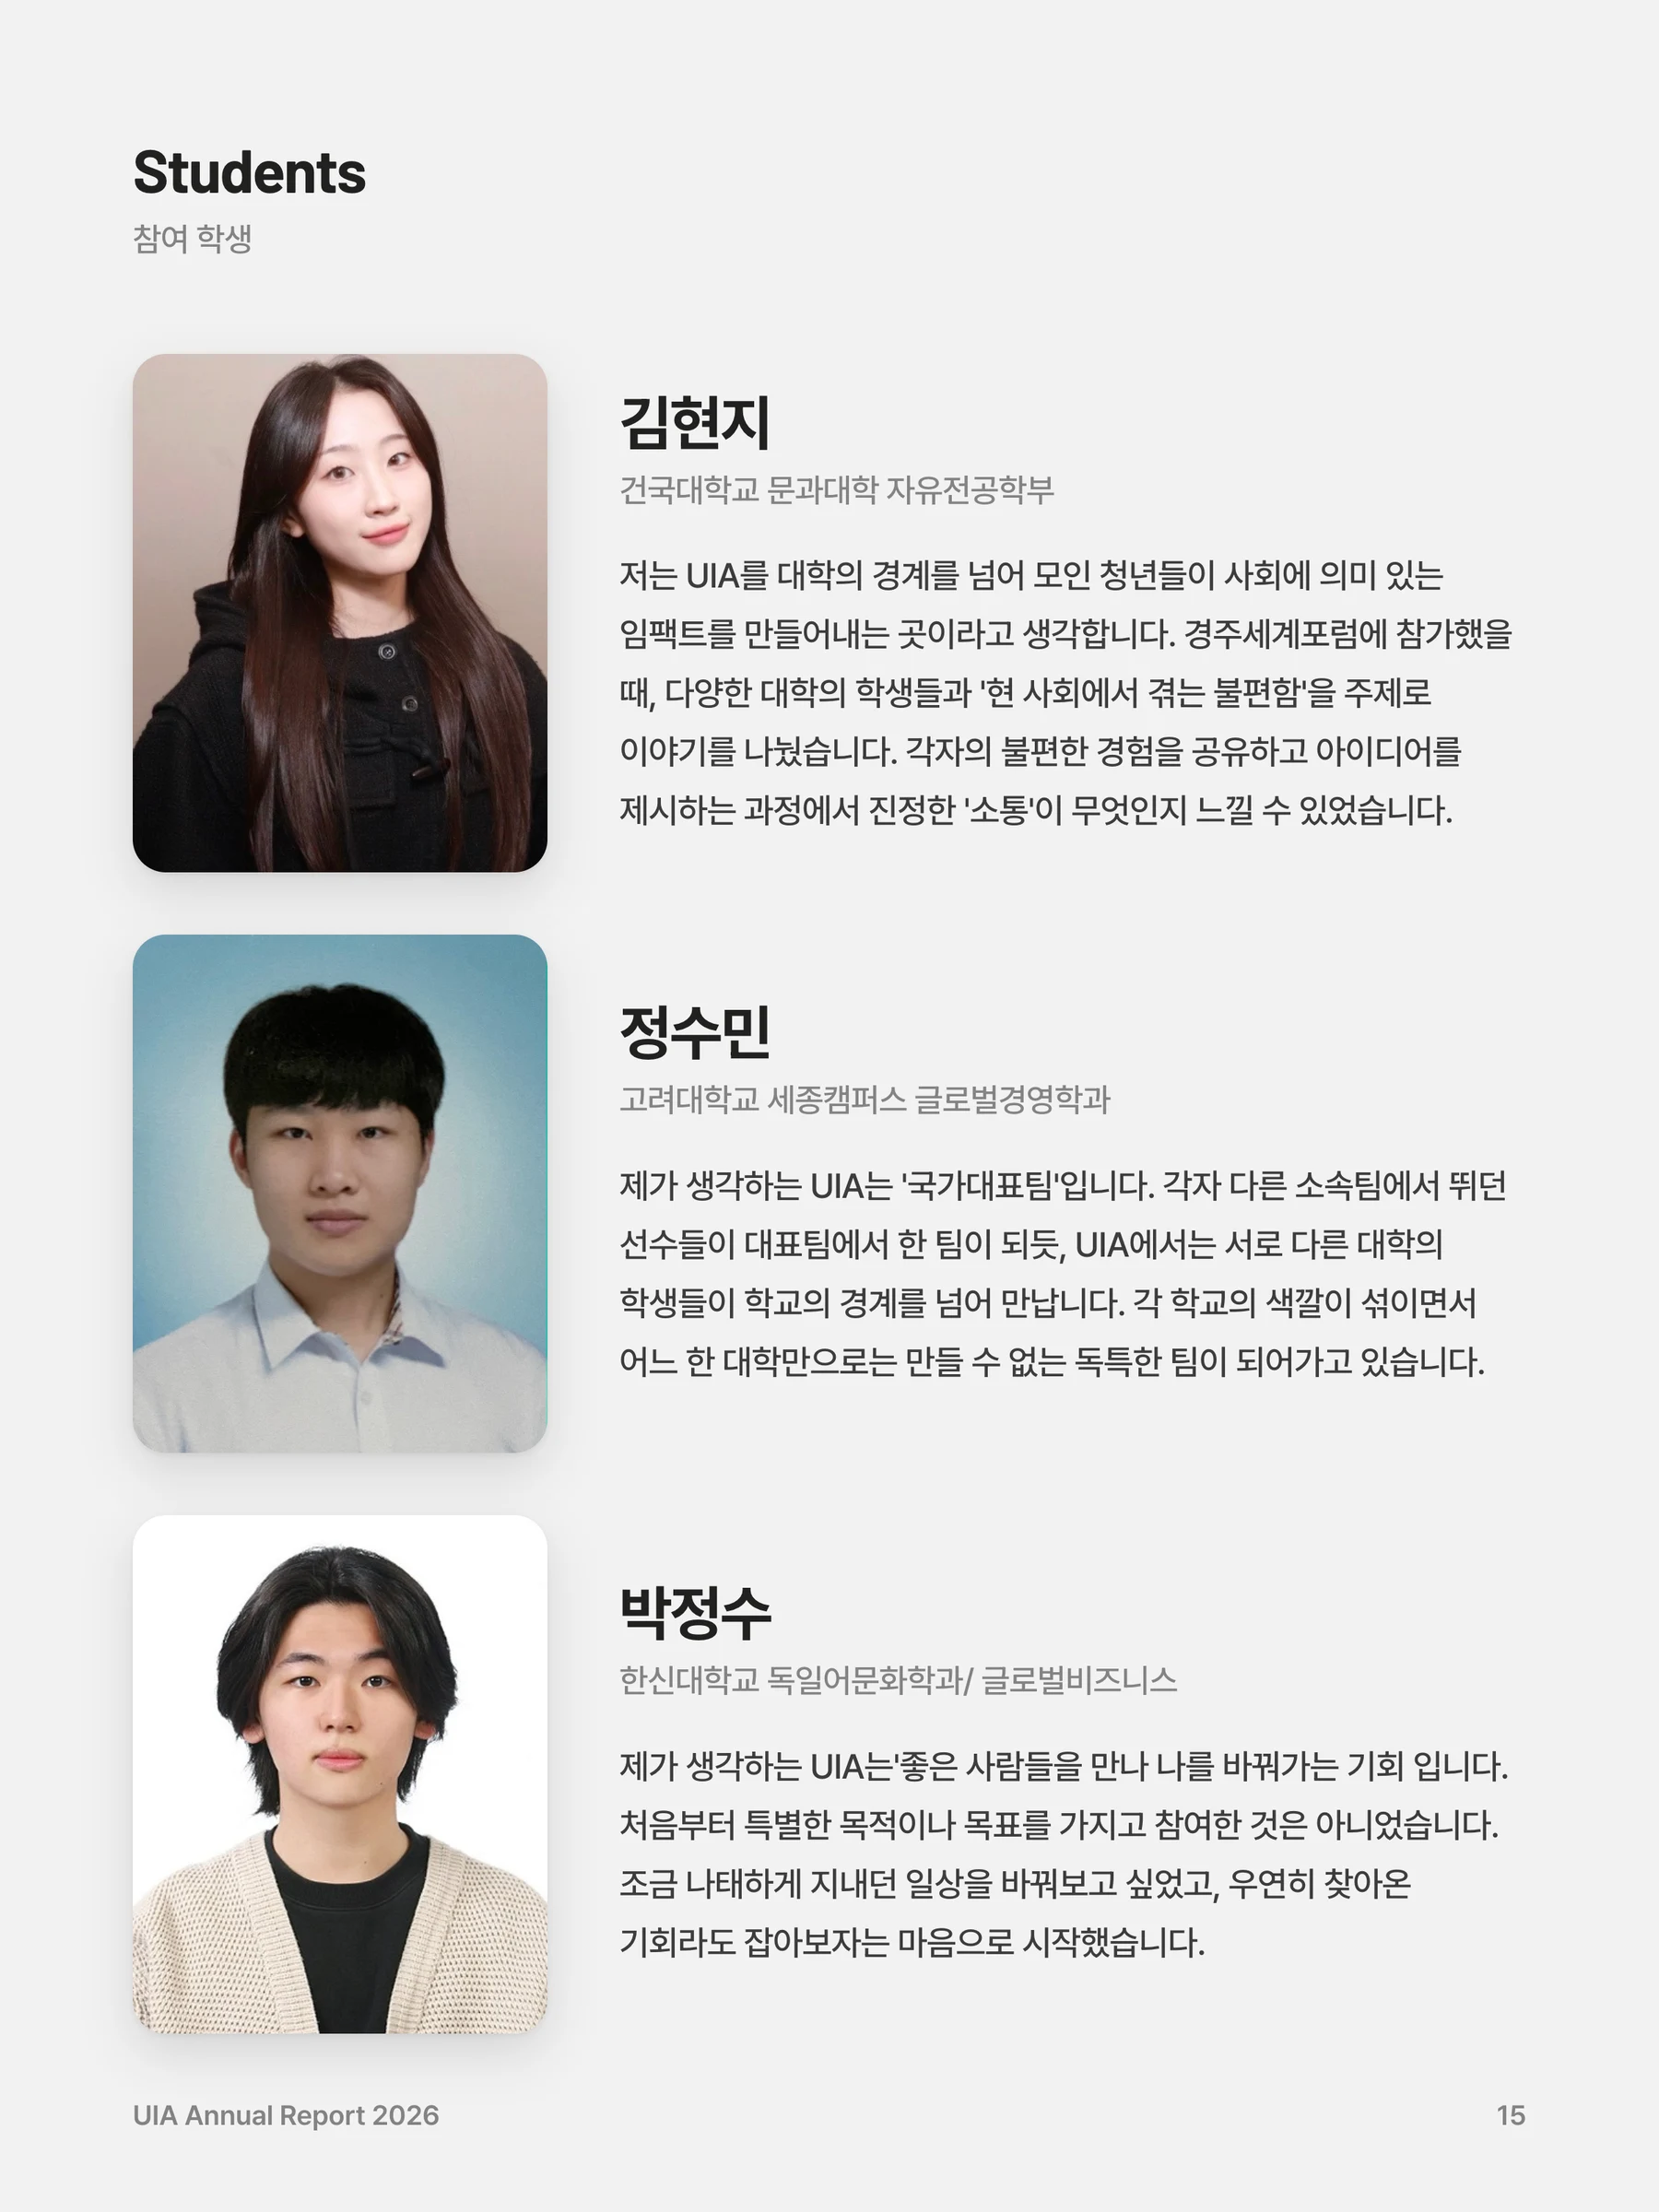 Students
참여 학생
김현지
건국대학교 문과대학 자유전공학부
저는 UIA를 대학의 경계를 넘어 모인 청년들이 사회에 의미 있는
임팩트를 만들어내는 곳이라고 생각합니다. 경주세계포럼에 참가했을
때, 다양한 대학의 학생들과 '현 사회에서 겪는 불편함'을 주제로
이야기를 나눴습니다. 각자의 불편한 경험을 공유하고 아이디어를
제시하는 과정에서 진정한 '소통'이 무엇인지 느낄 수 있었습니다.
정수민
고려대학교 세종캠퍼스 글로벌경영학과
제가 생각하는 UIA는 '국가대표팀'입니다. 각자 다른 소속팀에서 뛰던
선수들이 대표팀에서 한 팀이 되듯, UIA에서는 서로 다른 대학의
학생들이 학교의 경계를 넘어 만납니다. 각 학교의 색깔이 섞이면서
어느 한 대학만으로는 만들 수 없는 독특한 팀이 되어가고 있습니다.
박정수
한신대학교 독일어문화학과/ 글로벌비즈니스
제가 생각하는 UIA는'좋은 사람들을 만나 나를 바꿔가는 기회 입니다.
처음부터 특별한 목적이나 목표를 가지고 참여한 것은 아니었습니다.
조금 나태하게 지내던 일상을 바꿔보고 싶었고, 우연히 찾아온
기회라도 잡아보자는 마음으로 시작했습니다.
UIA Annual Report 2026
15